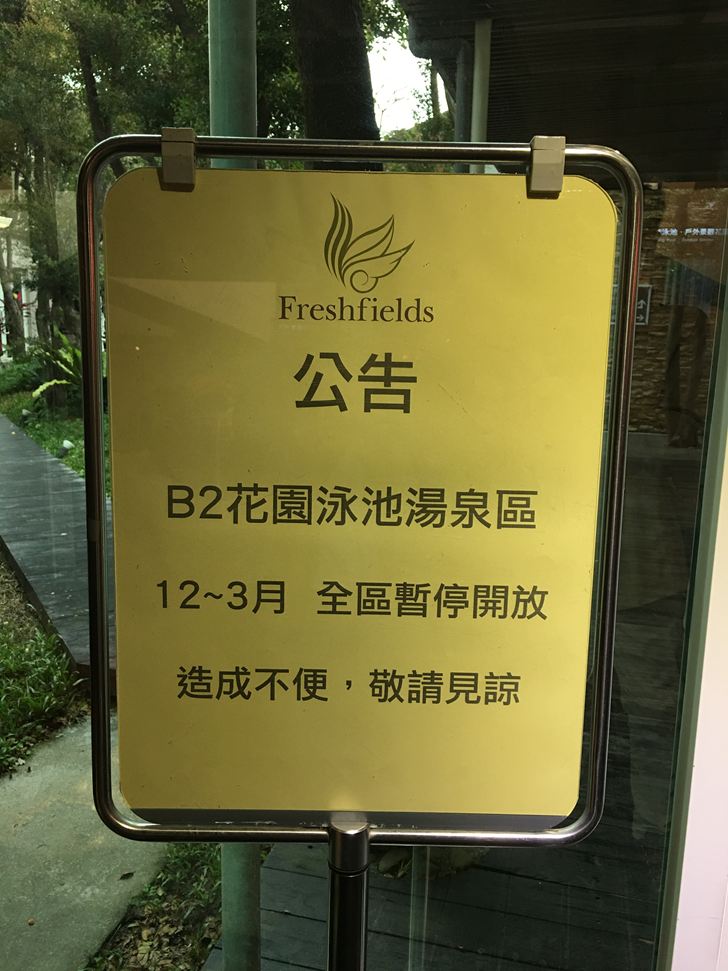 Freshfields
公告
B2花園泳池湯泉區
12~3月 全區暫停開放
造成不便，敬請見諒